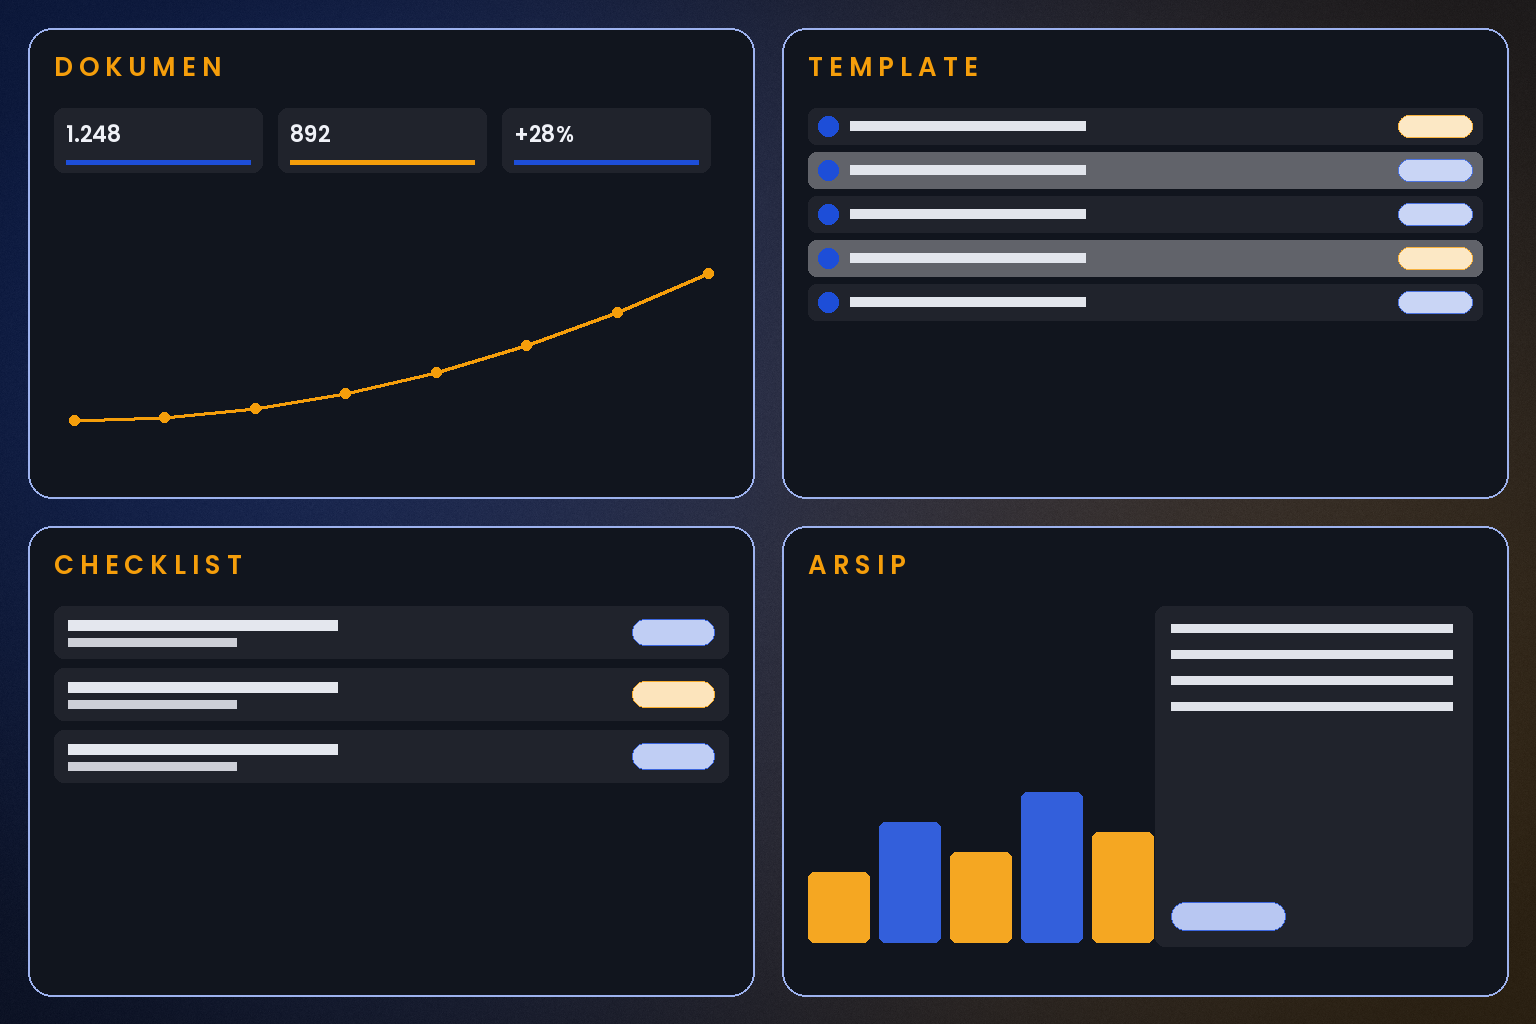 DOKUMEN
1.248
892
+28%
TEMPLATE
CHECKLIST
ARSIP